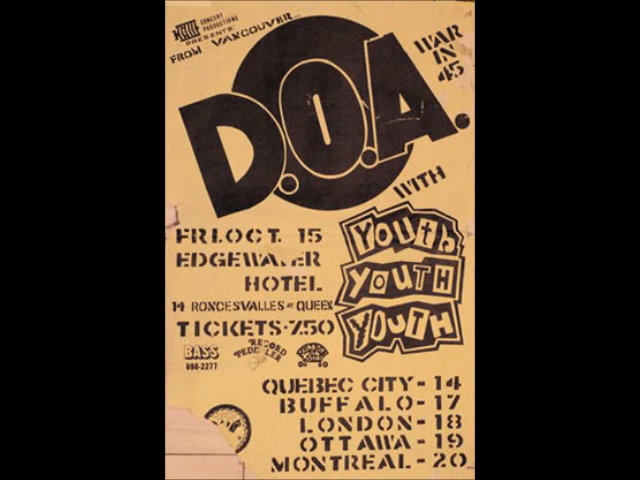 CONCERT
PRODUCTIONS
PRESENTS:
FROM VANCOUVER...
WAR
IN
45
D.O.A.
WITH
FRI.OCT. 15
EDGEWATER
HOTEL
14 RONCESVALLES AT QUEEN
TICKETS·7.50
YOUTH
YOUTH
YOUTH
BASS
698-2277
RECORD
PEDDLER
QUEBEC CITY-14
BUFFALO-17
LONDON-18
OTTAWA-19
MONTREAL-20